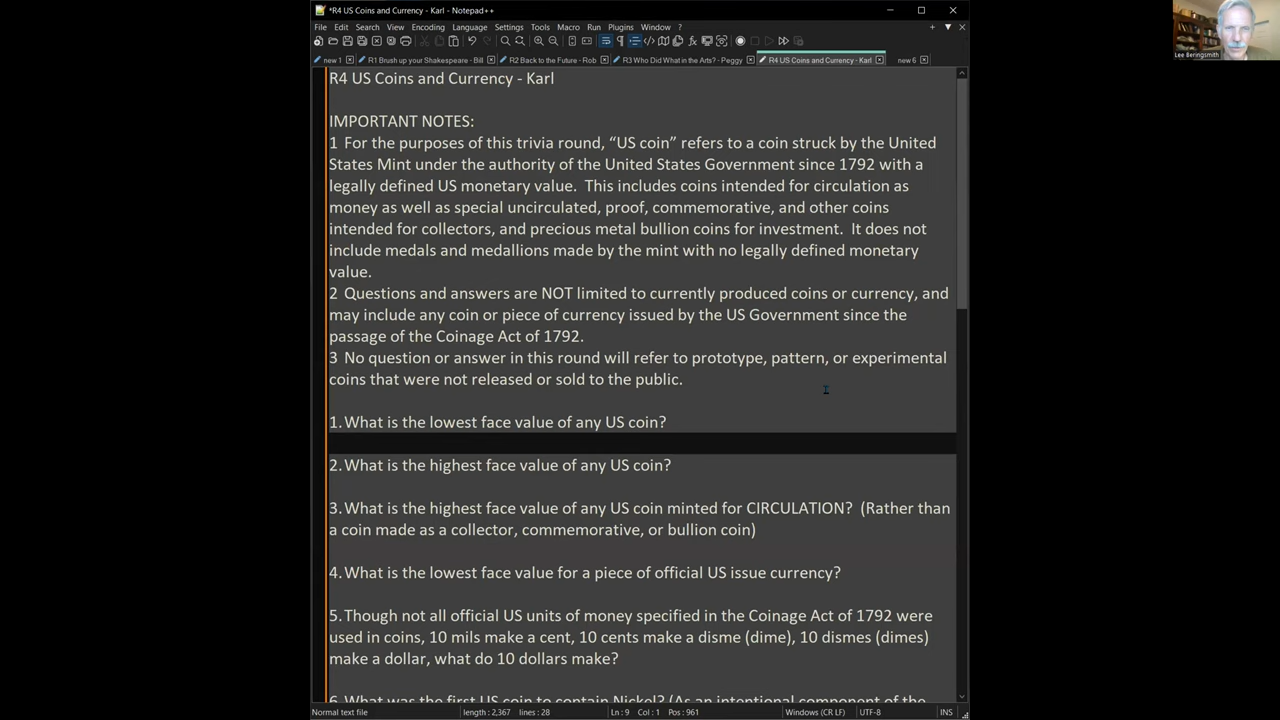 *R4 US Coins and Currency - Karl - Notepad++
File Edit Search View Encoding Language Settings Tools Macro Run Plugins Window ?
new 1 R1 Brush up your Shakespeare - Bill R2 Back to the Future - Rob R3 Who Did What in the Arts? - Peggy R4 US Coins and Currency - Karl new 6
R4 US Coins and Currency - Karl
IMPORTANT NOTES:
1 For the purposes of this trivia round, “US coin” refers to a coin struck by the United
States Mint under the authority of the United States Government since 1792 with a
legally defined US monetary value. This includes coins intended for circulation as
money as well as special uncirculated, proof, commemorative, and other coins
intended for collectors, and precious metal bullion coins for investment. It does not
include medals and medallions made by the mint with no legally defined monetary
value.
2 Questions and answers are NOT limited to currently produced coins or currency, and
may include any coin or piece of currency issued by the US Government since the
passage of the Coinage Act of 1792.
3 No question or answer in this round will refer to prototype, pattern, or experimental
coins that were not released or sold to the public.
1. What is the lowest face value of any US coin?
2. What is the highest face value of any US coin?
3. What is the highest face value of any US coin minted for CIRCULATION? (Rather than
a coin made as a collector, commemorative, or bullion coin)
4. What is the lowest face value for a piece of official US issue currency?
5. Though not all official US units of money specified in the Coinage Act of 1792 were
used in coins, 10 mils make a cent, 10 cents make a disme (dime), 10 dismes (dimes)
make a dollar, what do 10 dollars make?
6. What was the first US coin to contain Nickel? (As an intentional component of the
Normal text file length : 2,367 lines : 28 Ln : 9 Col : 1 Pos : 961 Windows (CR LF) UTF-8 INS
Lee Beringsmith